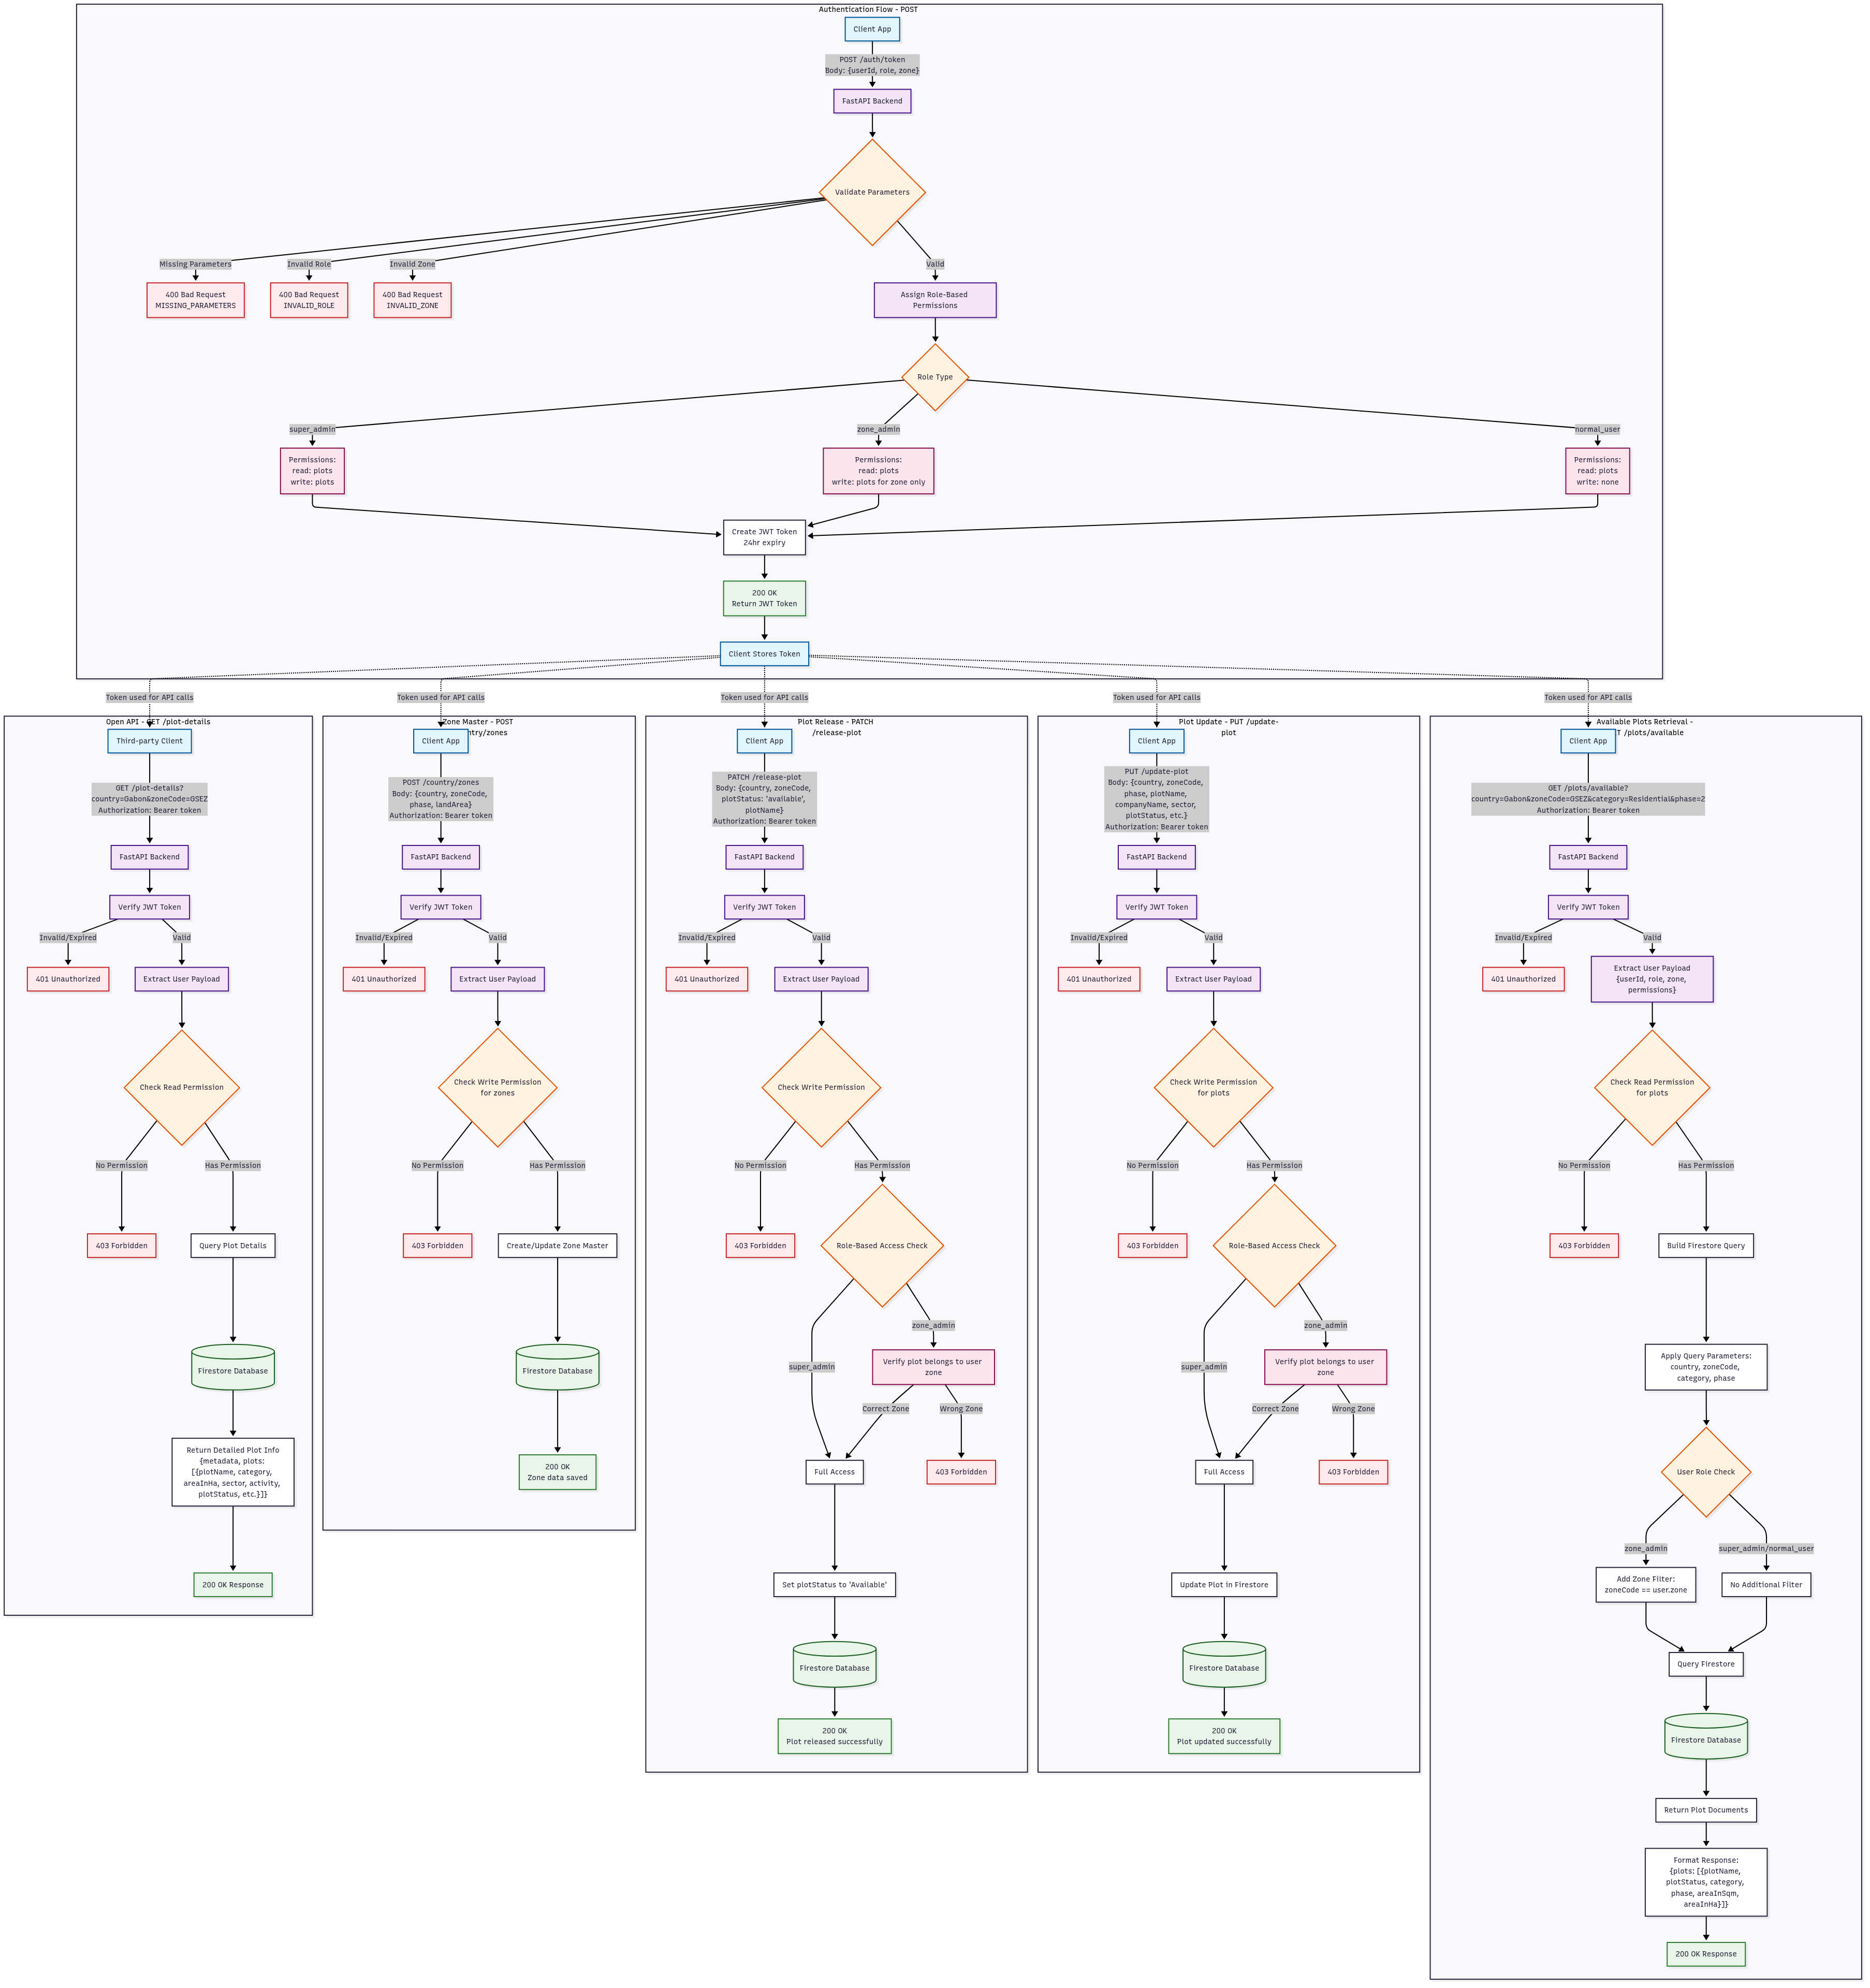 Authentication Flow - POST
Client App
POST /auth/token
Body: {userId, role, zone}
FastAPI Backend
Validate Parameters
Missing Parameters
Invalid Role
Invalid Zone
Valid
400 Bad Request
MISSING_PARAMETERS
400 Bad Request
INVALID_ROLE
400 Bad Request
INVALID_ZONE
Assign Role-Based
Permissions
Role Type
super_admin
zone_admin
normal_user
Permissions:
read: plots
write: plots
Permissions:
read: plots
write: plots for zone only
Permissions:
read: plots
write: none
Create JWT Token
24hr expiry
200 OK
Return JWT Token
Client Stores Token
Token used for API calls
Token used for API calls
Token used for API calls
Token used for API calls
Token used for API calls
Open API - GET /plot-details
Third-party Client
GET /plot-details?
country=Gabon&zoneCode=GSEZ
Authorization: Bearer token
FastAPI Backend
Verify JWT Token
Invalid/Expired
Valid
401 Unauthorized
Extract User Payload
Check Read Permission
No Permission
Has Permission
403 Forbidden
Query Plot Details
Firestore Database
Return Detailed Plot Info
{metadata, plots:
[{plotName, category,
areaInHa, sector, activity,
plotStatus, etc.}]}
200 OK Response
Zone Master - POST
ntry/zones
Client App
POST /country/zones
Body: {country, zoneCode,
phase, landArea}
Authorization: Bearer token
FastAPI Backend
Verify JWT Token
Invalid/Expired
Valid
401 Unauthorized
Extract User Payload
Check Write Permission
for zones
No Permission
Has Permission
403 Forbidden
Create/Update Zone Master
Firestore Database
200 OK
Zone data saved
Plot Release - PATCH
/release-plot
Client App
PATCH /release-plot
Body: {country, zoneCode,
plotStatus: 'available',
plotName}
Authorization: Bearer token
FastAPI Backend
Verify JWT Token
Invalid/Expired
Valid
401 Unauthorized
Extract User Payload
Check Write Permission
No Permission
Has Permission
403 Forbidden
Role-Based Access Check
zone_admin
super_admin
Verify plot belongs to user
zone
Correct Zone
Wrong Zone
Full Access
403 Forbidden
Set plotStatus to 'Available'
Firestore Database
200 OK
Plot released successfully
Plot Update - PUT /update-
plot
Client App
PUT /update-plot
Body: {country, zoneCode,
phase, plotName,
companyName, sector,
plotStatus, etc.}
Authorization: Bearer token
FastAPI Backend
Verify JWT Token
Invalid/Expired
Valid
401 Unauthorized
Extract User Payload
Check Write Permission
for plots
No Permission
Has Permission
403 Forbidden
Role-Based Access Check
zone_admin
super_admin
Verify plot belongs to user
zone
Correct Zone
Wrong Zone
Full Access
403 Forbidden
Update Plot in Firestore
Firestore Database
200 OK
Plot updated successfully
Available Plots Retrieval -
T /plots/available
Client App
GET /plots/available?
country=Gabon&zoneCode=GSEZ&category=Residential&phase=2
Authorization: Bearer token
FastAPI Backend
Verify JWT Token
Invalid/Expired
Valid
401 Unauthorized
Extract User Payload
{userId, role, zone,
permissions}
Check Read Permission
for plots
No Permission
Has Permission
403 Forbidden
Build Firestore Query
Apply Query Parameters:
country, zoneCode,
category, phase
User Role Check
zone_admin
super_admin/normal_user
Add Zone Filter:
zoneCode == user.zone
No Additional Filter
Query Firestore
Firestore Database
Return Plot Documents
Format Response:
{plots: [{plotName,
plotStatus, category,
phase, areaInSqm,
areaInHa}]}
200 OK Response